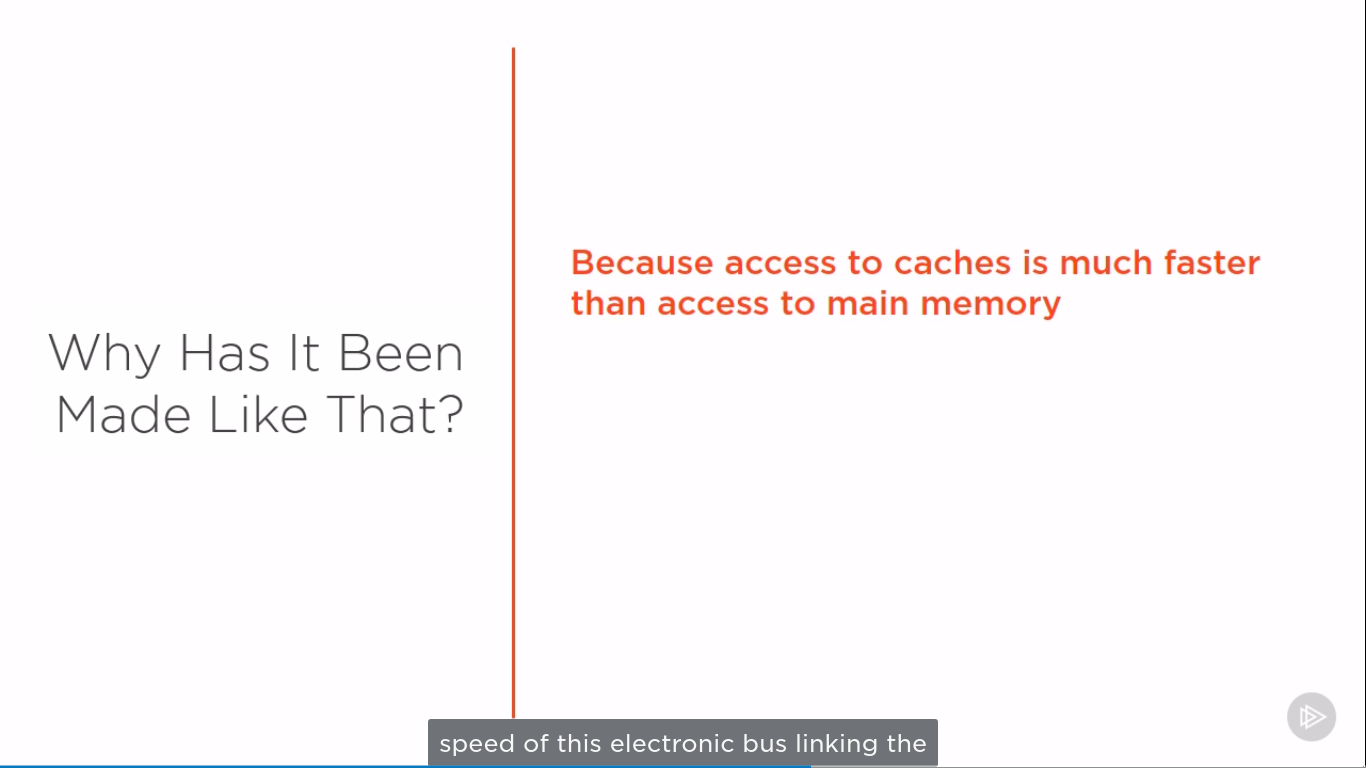 Why Has It Been
Made Like That?
Because access to caches is much faster
than access to main memory
speed of this electronic bus linking the